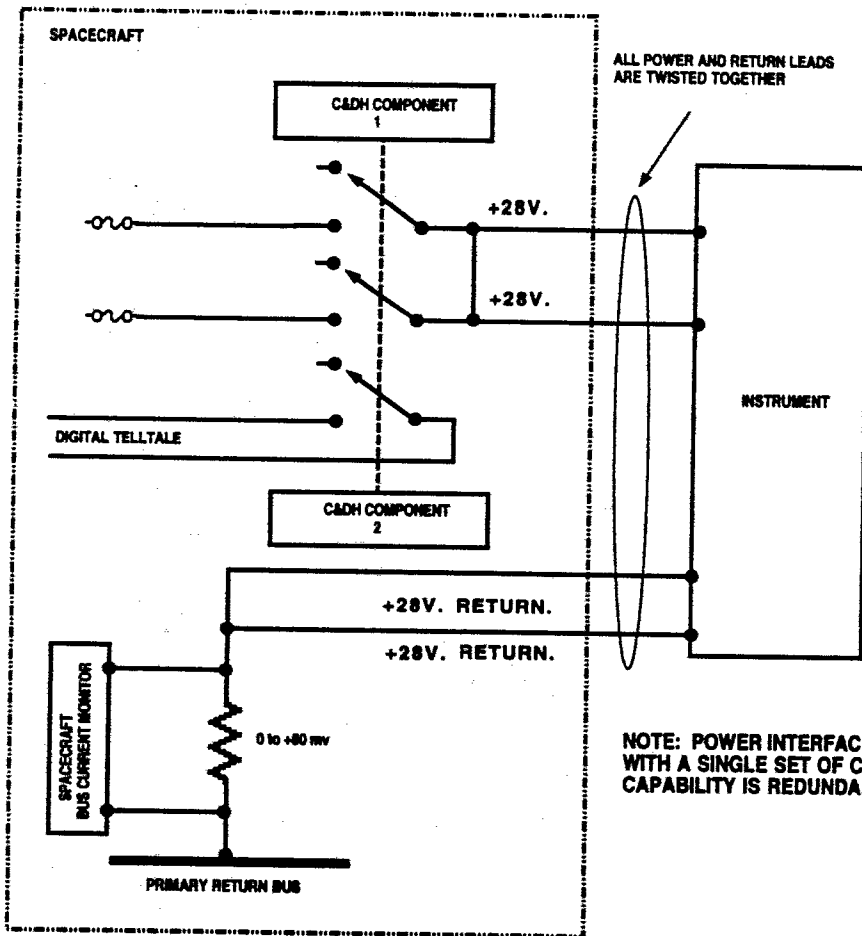 SPACECRAFT
ALL POWER AND RETURN LEADS
ARE TWISTED TOGETHER
C&DH COMPONENT
1
+28V.
+28V.
INSTRUMENT
DIGITAL TELLTALE
C&DH COMPONENT
2
+28V. RETURN.
+28V. RETURN.
SPACECRAFT
BUS CURRENT MONITOR
0 to +80 mv
NOTE: POWER INTERFAC
WITH A SINGLE SET OF C
CAPABILITY IS REDUNDA
PRIMARY RETURN BUS